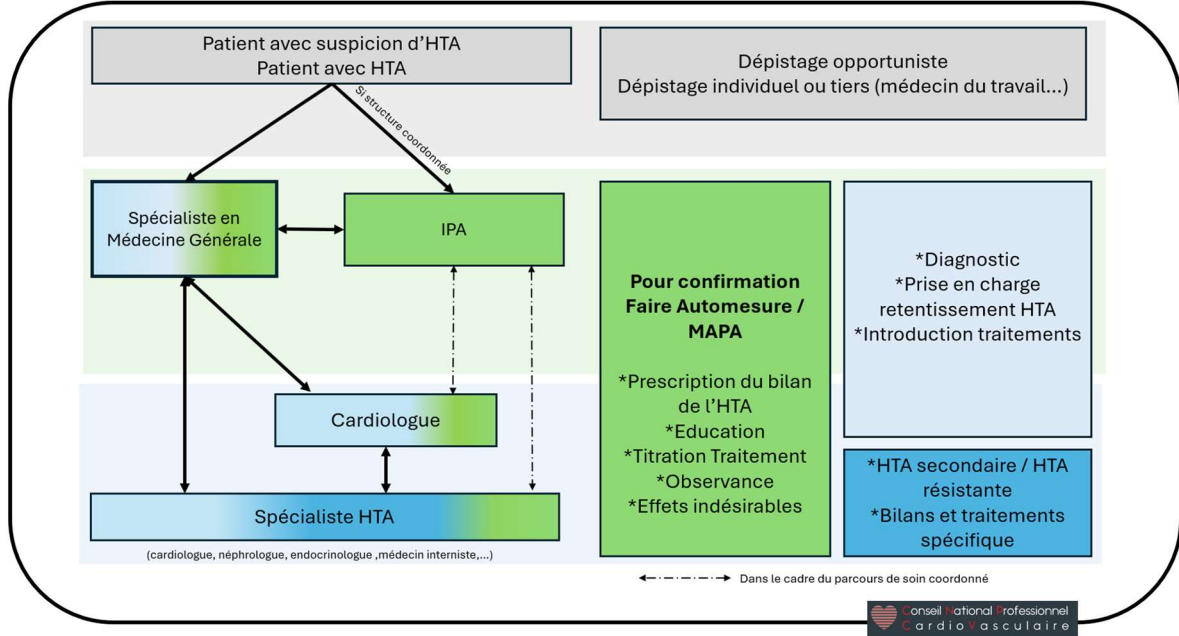 Patient avec suspicion d’HTA
Patient avec HTA
Dépistage opportuniste
Dépistage individuel ou tiers (médecin du travail…)
Si structure coordonnée
Spécialiste en
Médecine Générale
IPA
Pour confirmation
Faire Automesure /
MAPA
*Prescription du bilan
de l’HTA
*Education
*Titration Traitement
*Observance
*Effets indésirables
*Diagnostic
*Prise en charge
retentissement HTA
*Introduction traitements
Cardiologue
Spécialiste HTA
(cardiologue, néphrologue, endocrinologue ,médecin interniste,…)
*HTA secondaire / HTA
résistante
*Bilans et traitements
spécifique
Dans le cadre du parcours de soin coordonné
Conseil National Professionnel
CardioVasculaire